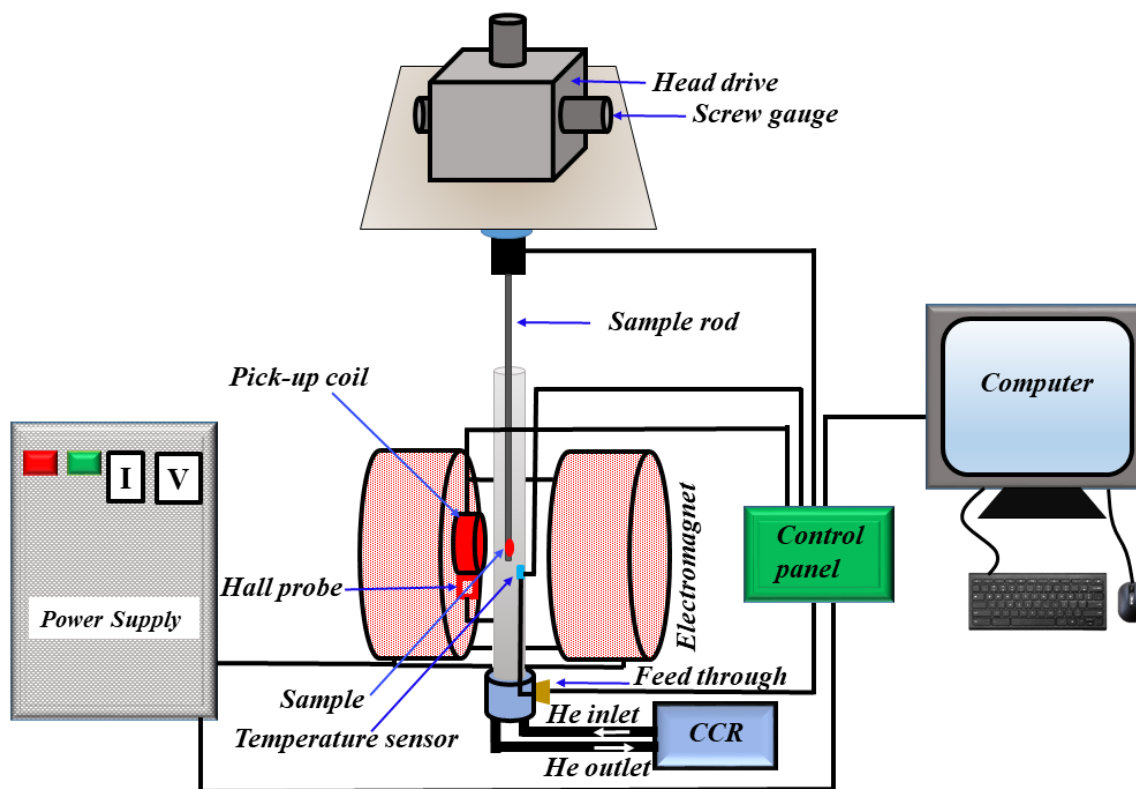 Head drive
Screw gauge
Sample rod
Pick-up coil
Computer
I
V
Electromagnet
Control
panel
Hall probe
Power Supply
Sample
Feed through
Temperature sensor
He inlet
CCR
He outlet